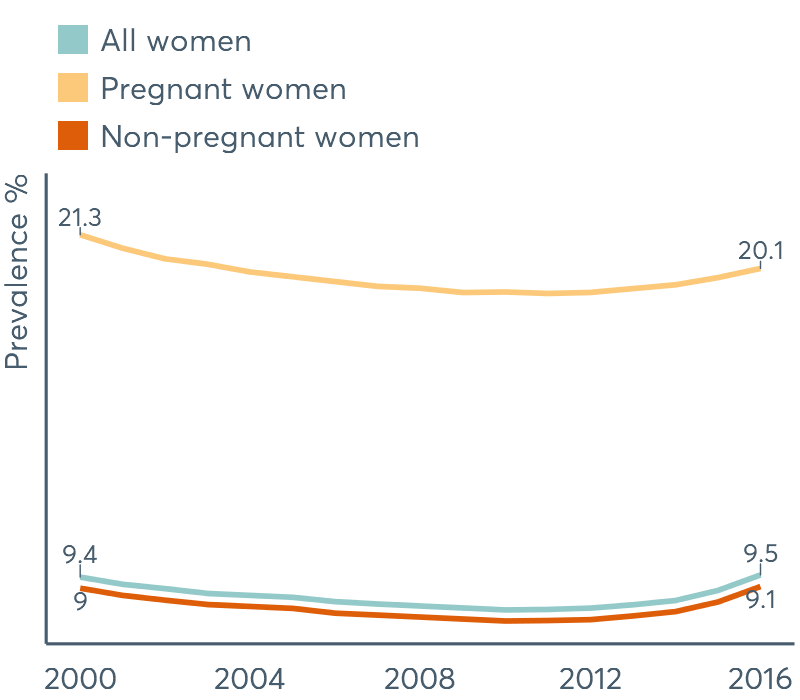 All women
Pregnant women
Non-pregnant women
Prevalence %
21.3
20.1
9.4
9.5
9
9.1
2000 2004 2008 2012 2016